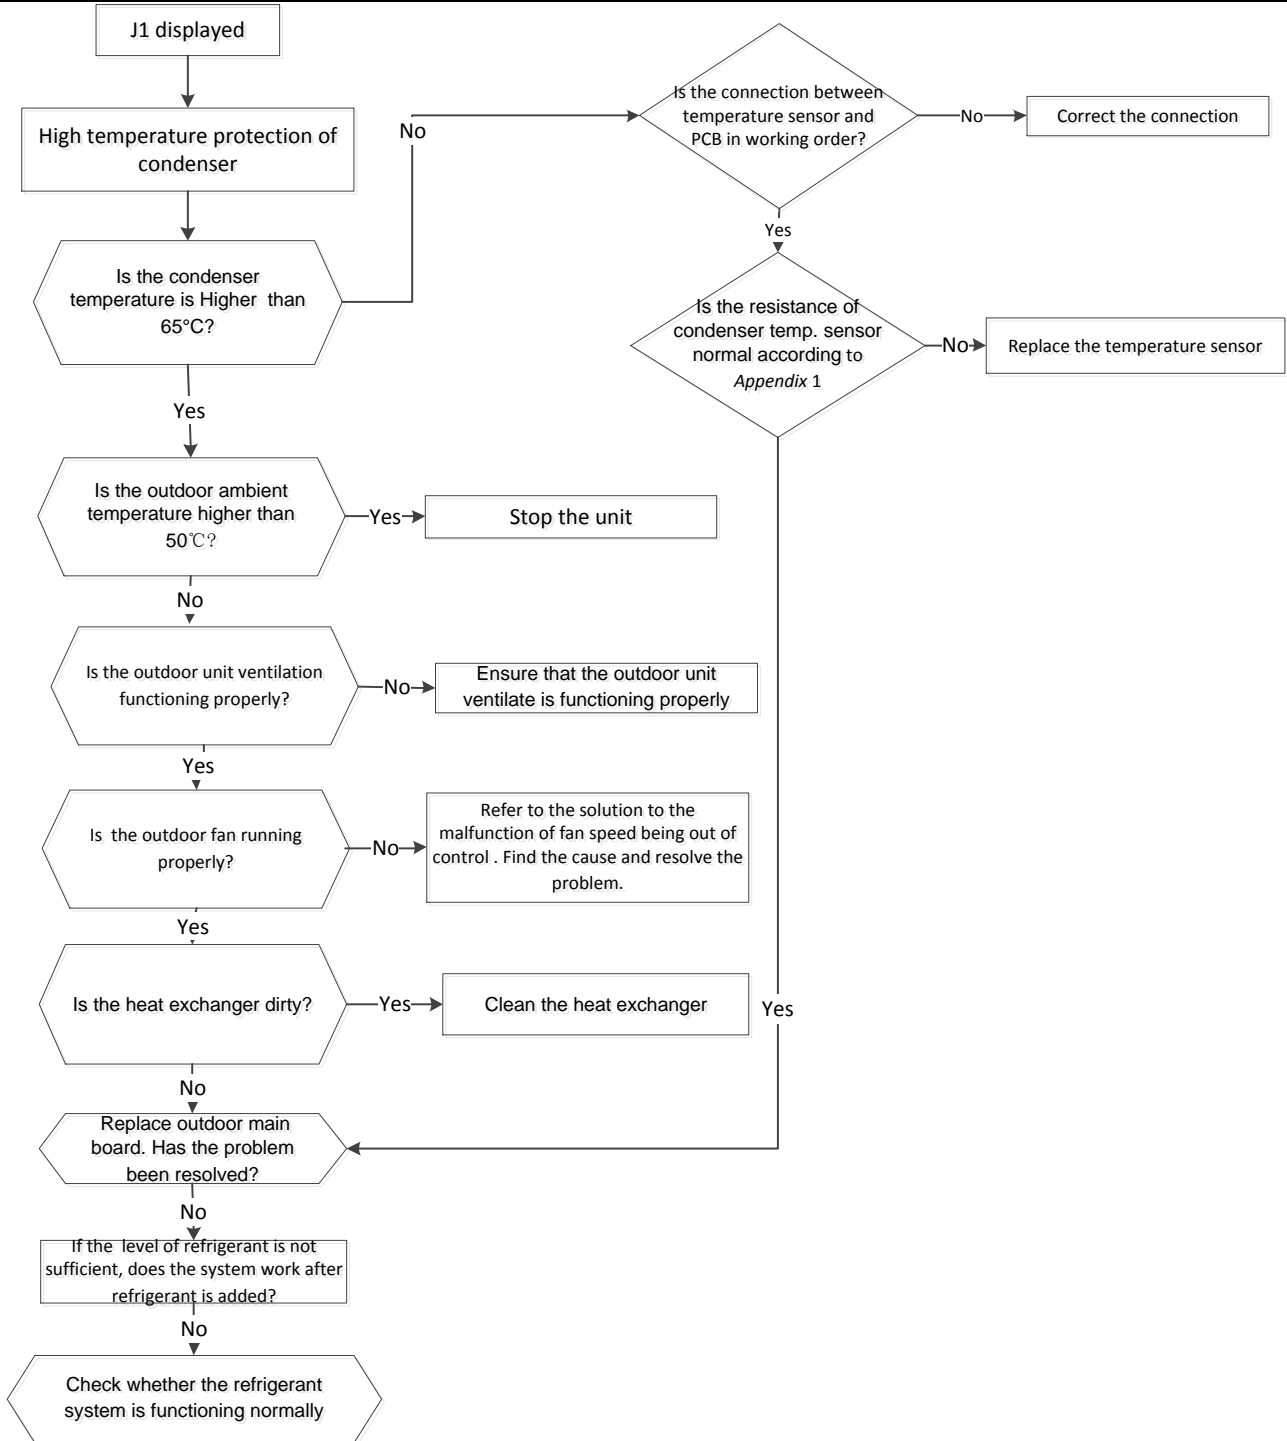 J1 displayed
High temperature protection of
condenser
Is the condenser
temperature is Higher than
65°C?
No
Is the connection between
temperature sensor and
PCB in working order?
No
Correct the connection
Yes
Is the resistance of
condenser temp. sensor
normal according to
Appendix 1
No
Replace the temperature sensor
Yes
Yes
Is the outdoor ambient
temperature higher than
50℃?
Yes
Stop the unit
No
Is the outdoor unit ventilation
functioning properly?
No
Ensure that the outdoor unit
ventilate is functioning properly
Yes
Is the outdoor fan running
properly?
No
Refer to the solution to the
malfunction of fan speed being out of
control . Find the cause and resolve the
problem.
Yes
Is the heat exchanger dirty?
Yes
Clean the heat exchanger
No
Replace outdoor main
board. Has the problem
been resolved?
No
If the level of refrigerant is not
sufficient, does the system work after
refrigerant is added?
No
Check whether the refrigerant
system is functioning normally